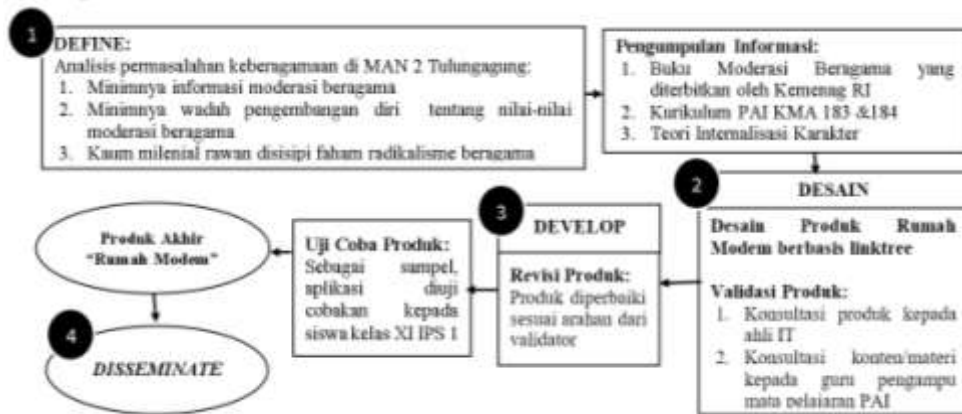 1
DEFINE:
Analisis permasalahan keberagamaan di MAN 2 Tulungagung:
1. Minimnya informasi moderasi beragama
2. Minimnya wadah pengembangan diri tentang nilai-nilai
moderasi beragama
3. Kaum milenial rawan disisipi faham radikalisme beragama
Pengumpulan Informasi:
1. Buku Moderasi Beragama yang
diterbitkan oleh Kemenag RI
2. Kurikulum PAI KMA 183 &184
3. Teori Internalisasi Karakter
2
DESAIN
Desain Produk Rumah
Modem berbasis linktree
Validasi Produk:
1. Konsultasi produk kepada
ahli IT
2. Konsultasi konten/materi
kepada guru pengampu
mata pelajaran PAI
3
DEVELOP
Revisi Produk:
Produk diperbaiki
sesuai arahan dari
validator
Uji Coba Produk:
Sebagai sampel,
aplikasi diuji
cobakan kepada
siswa kelas XI IPS 1
Produk Akhir
"Rumah Modem"
4
DISSEMINATE